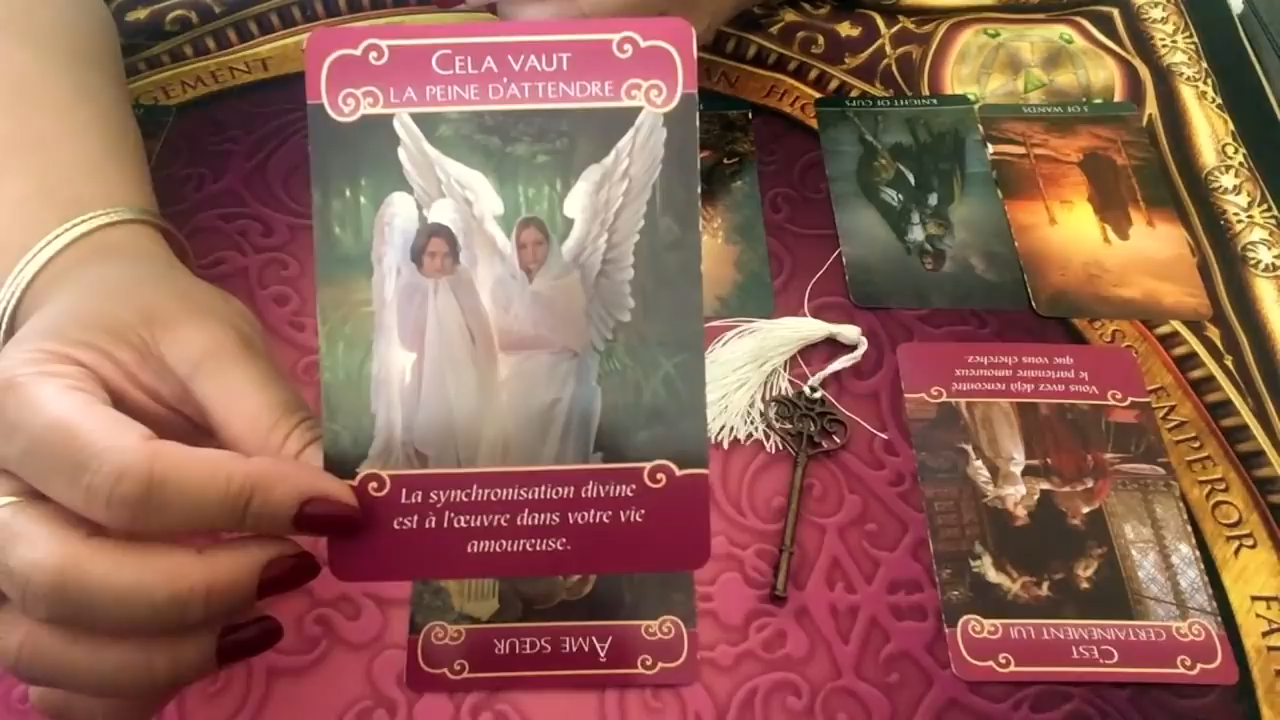 CELA VAUT
LA PEINE D'ATTENDRE
La synchronisation divine
est à l'œuvre dans votre vie
amoureuse.
ÂME SŒUR
KNIGHT OF CUPS
3 OF WANDS
C'EST
CERTAINEMENT LUI
Vous avez déjà rencontré
le partenaire amoureux
que vous cherchez.
GEMENT
EMPEROR